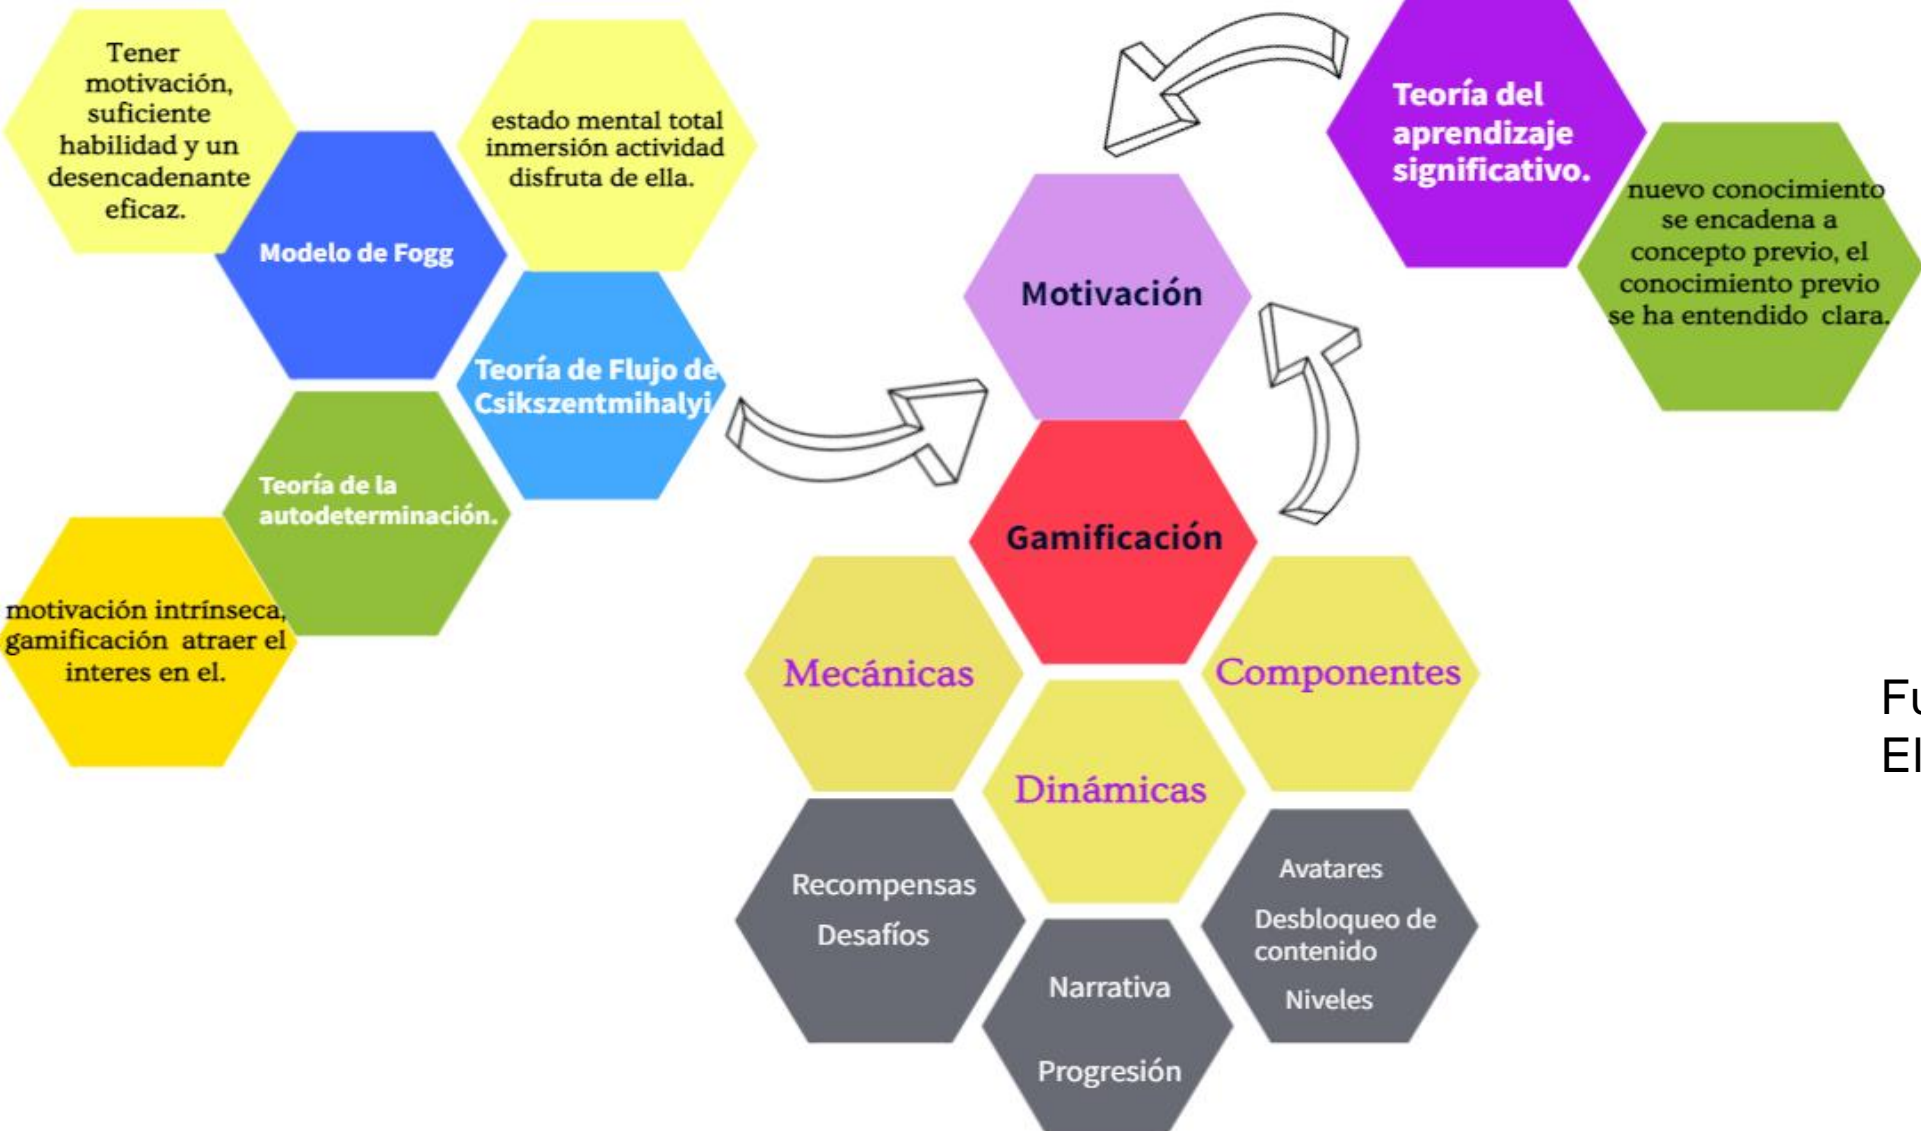 Tener
motivación,
suficiente
habilidad y un
desencadenante
eficaz.
Modelo de Fogg
estado mental total
inmersión actividad
disfruta de ella.
Teoría de Flujo de
Csikszentmihalyi
Teoría de la
autodeterminación.
motivación intrínseca,
gamificación atraer el
interes en el.
Teoría del
aprendizaje
significativo.
nuevo conocimiento
se encadena a
concepto previo, el
conocimiento previo
se ha entendido clara.
Motivación
Gamificación
Mecánicas
Componentes
Dinámicas
Recompensas
Desafíos
Narrativa
Progresión
Avatares
Desbloqueo de
contenido
Niveles